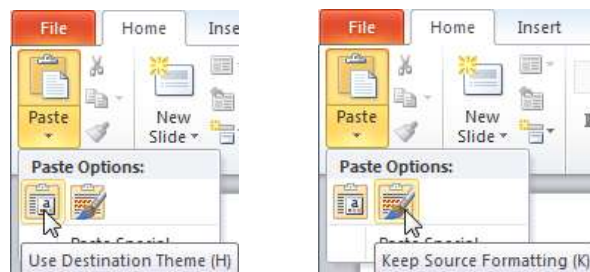 File Home Inse
Paste
New
Slide
Paste Options:
a
Use Destination Theme (H)
File Home Insert
Paste
New
Slide
Paste Options:
a
Keep Source Formatting (K)